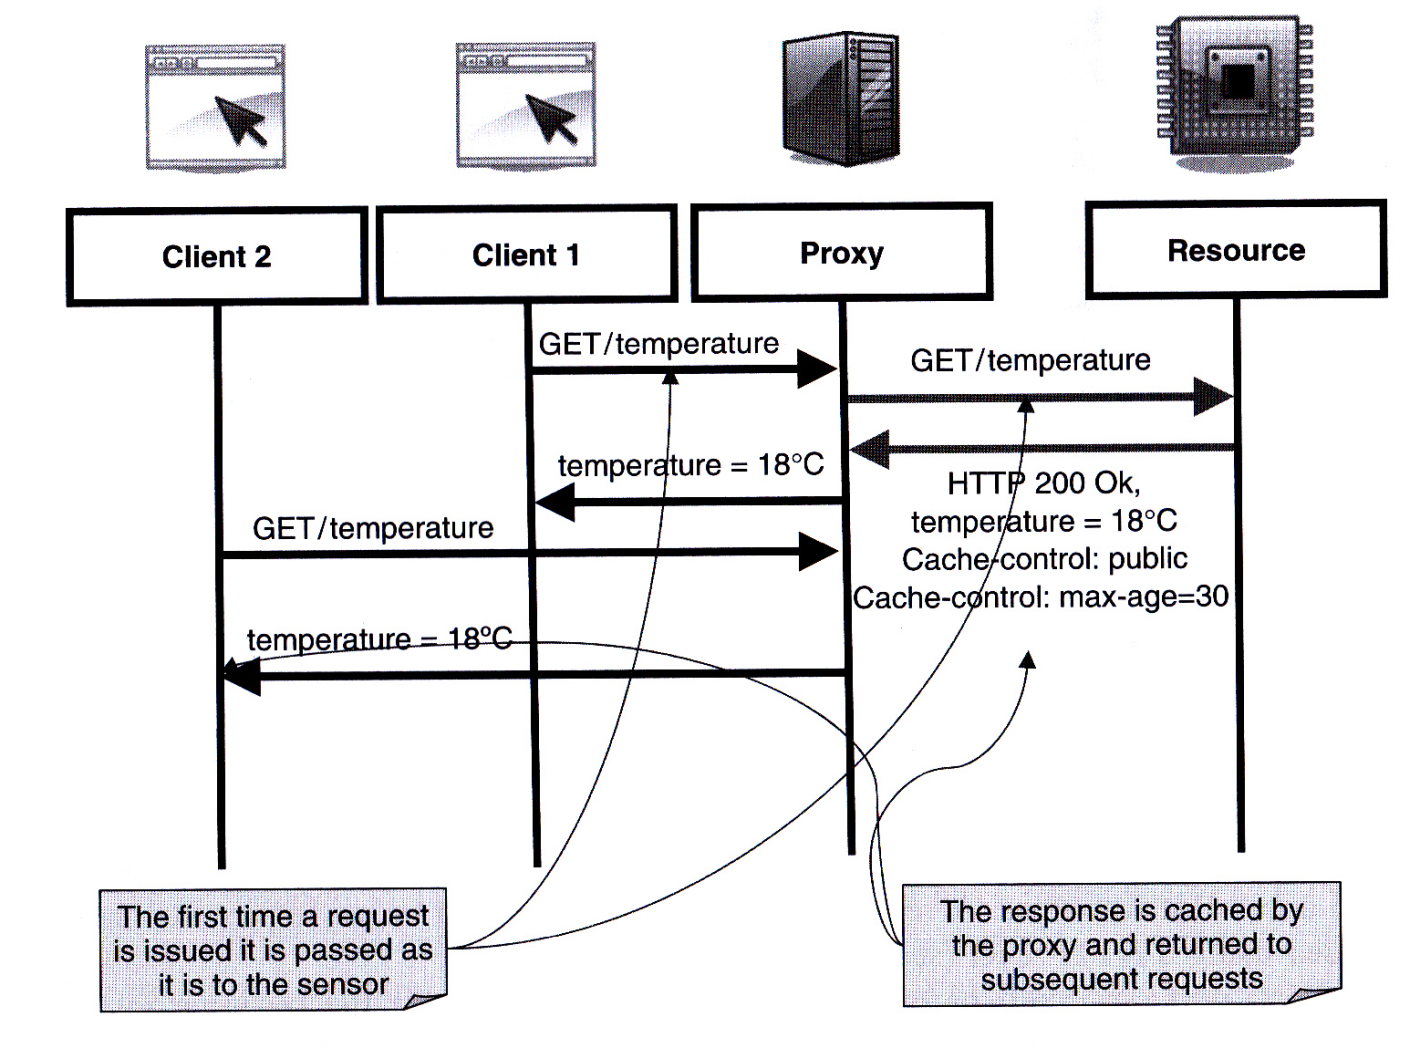 Client 2
Client 1
Proxy
Resource
GET/temperature
GET/temperature
temperature = 18°C
HTTP 200 Ok,
temperature = 18°C
Cache-control: public
Cache-control: max-age=30
GET/temperature
temperature = 18ºC
The first time a request
is issued it is passed as
it is to the sensor
The response is cached by
the proxy and returned to
subsequent requests